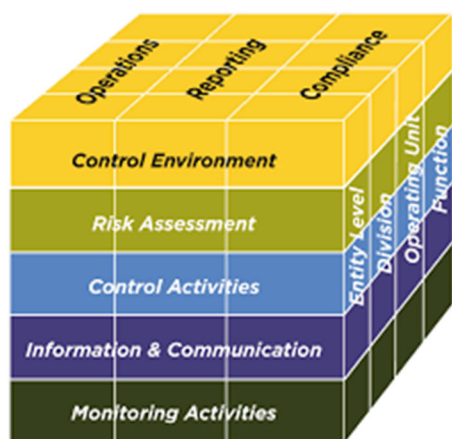 Operations
Reporting
Compliance
Control Environment
Risk Assessment
Control Activities
Information & Communication
Monitoring Activities
Entity Level
Division
Operating Unit
Function